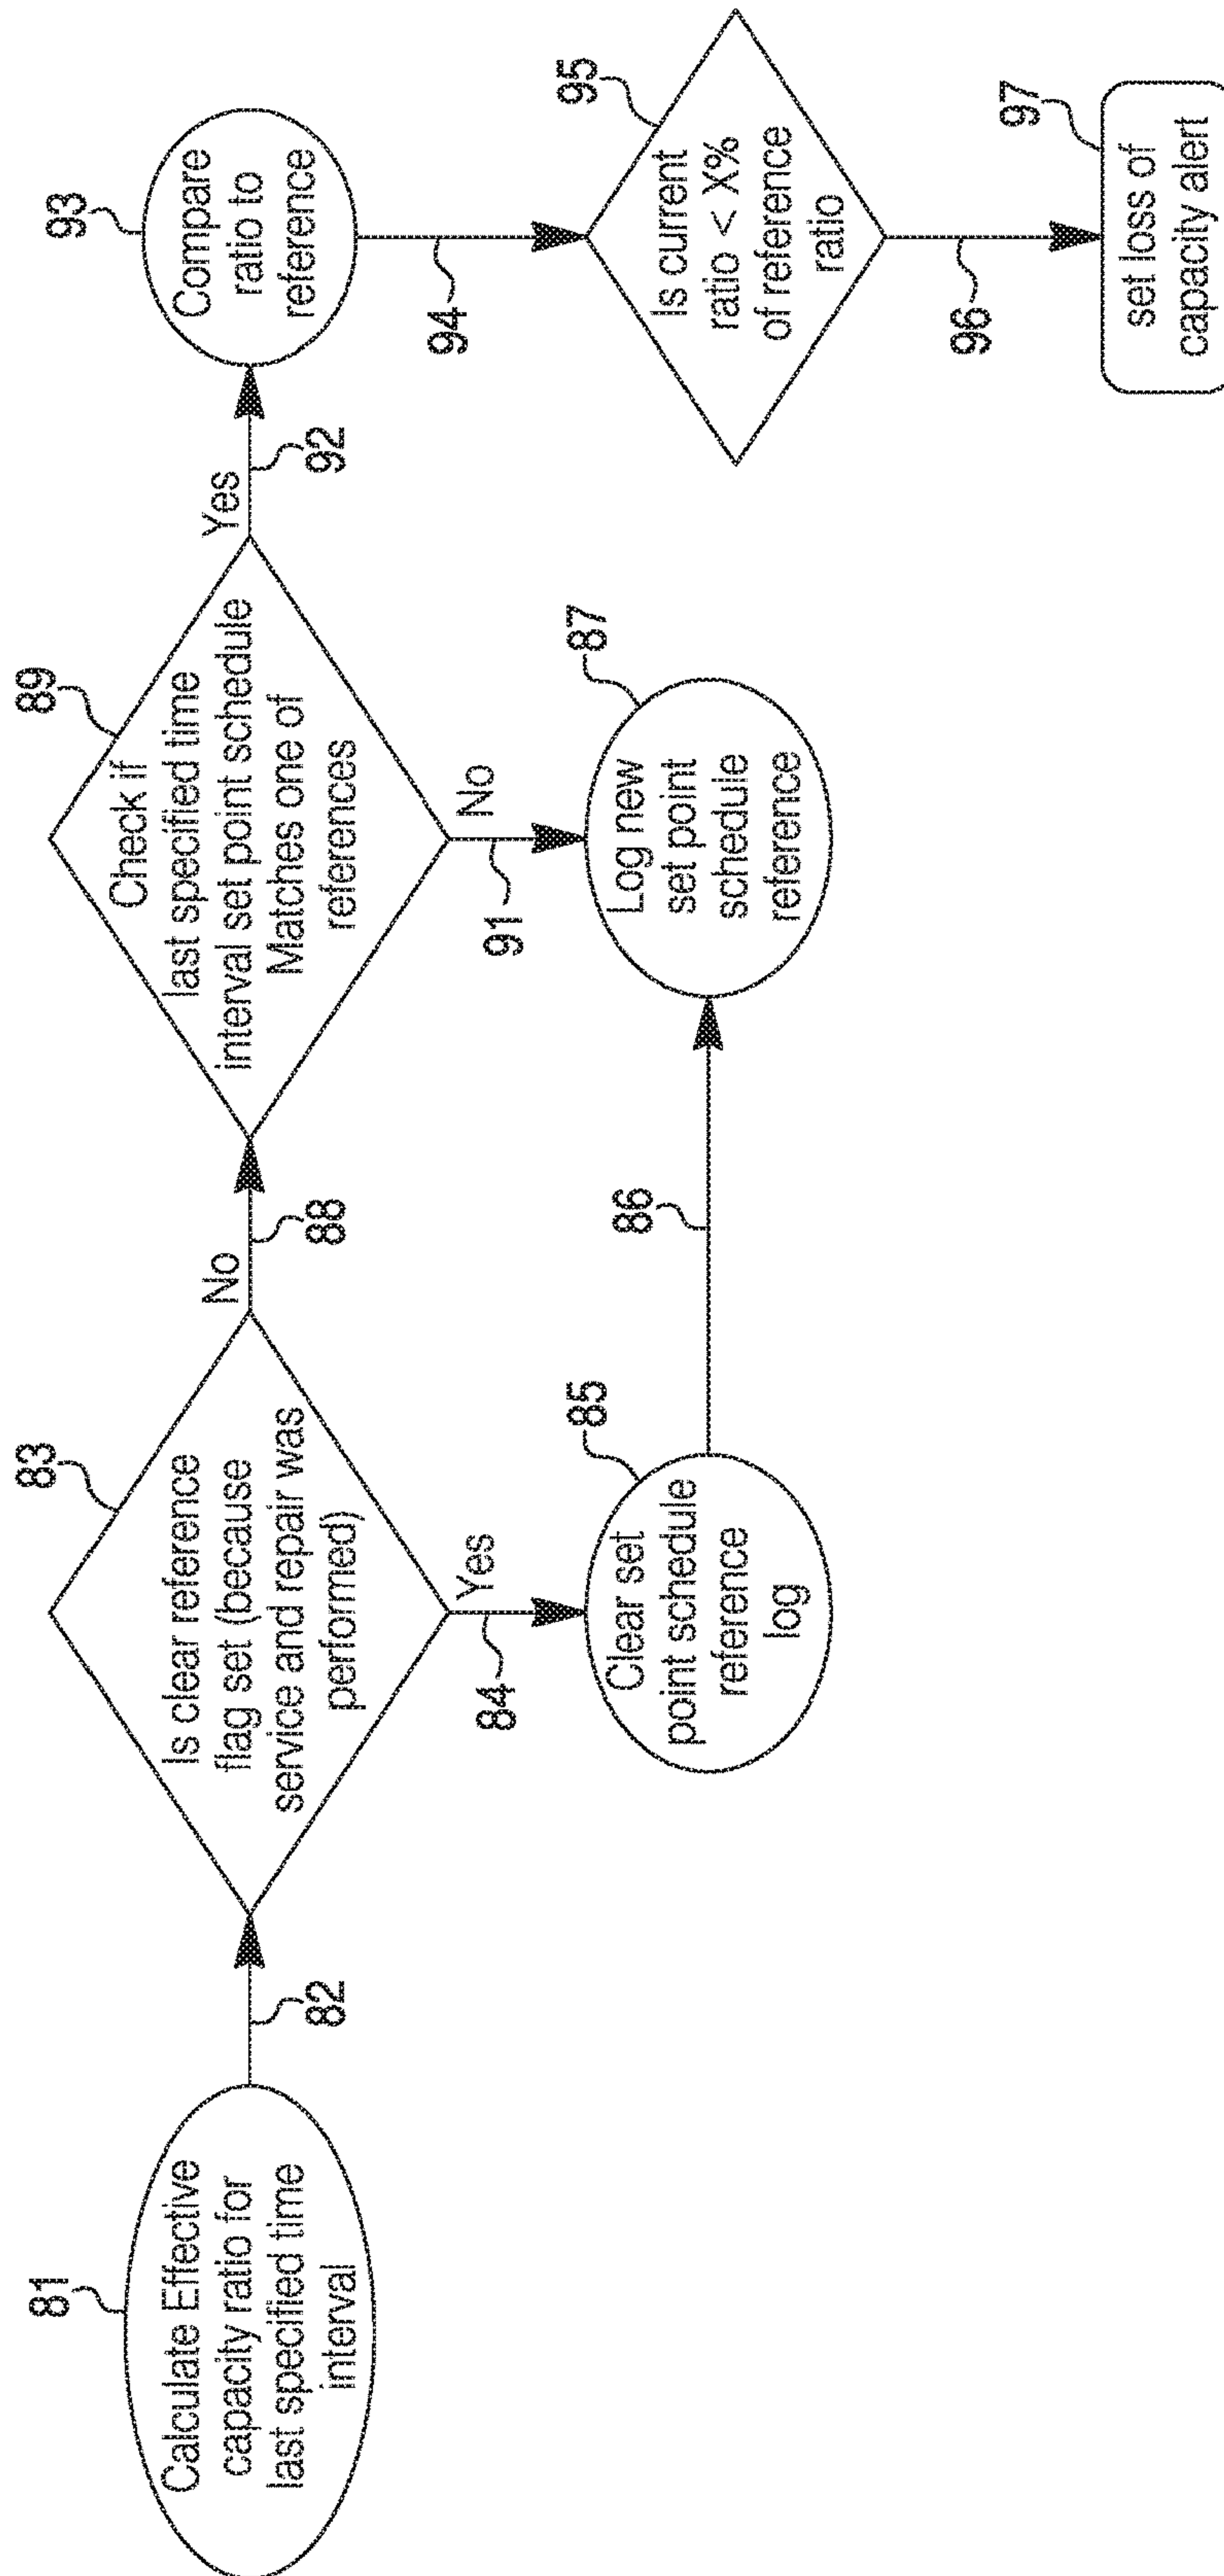 81
Calculate Effective
capacity ratio for
last specified time
interval
82
83
Is clear reference
flag set (because
service and repair was
performed)
No
88
Yes
84
85
Clear set
point schedule
reference
log
86
89
Check if
last specified time
interval set point schedule
Matches one of
references
Yes
92
No
91
87
Log new
set point
schedule
reference
93
Compare
ratio to
reference
94
95
Is current
ratio < X%
of reference
ratio
96
97
set loss of
capacity alert